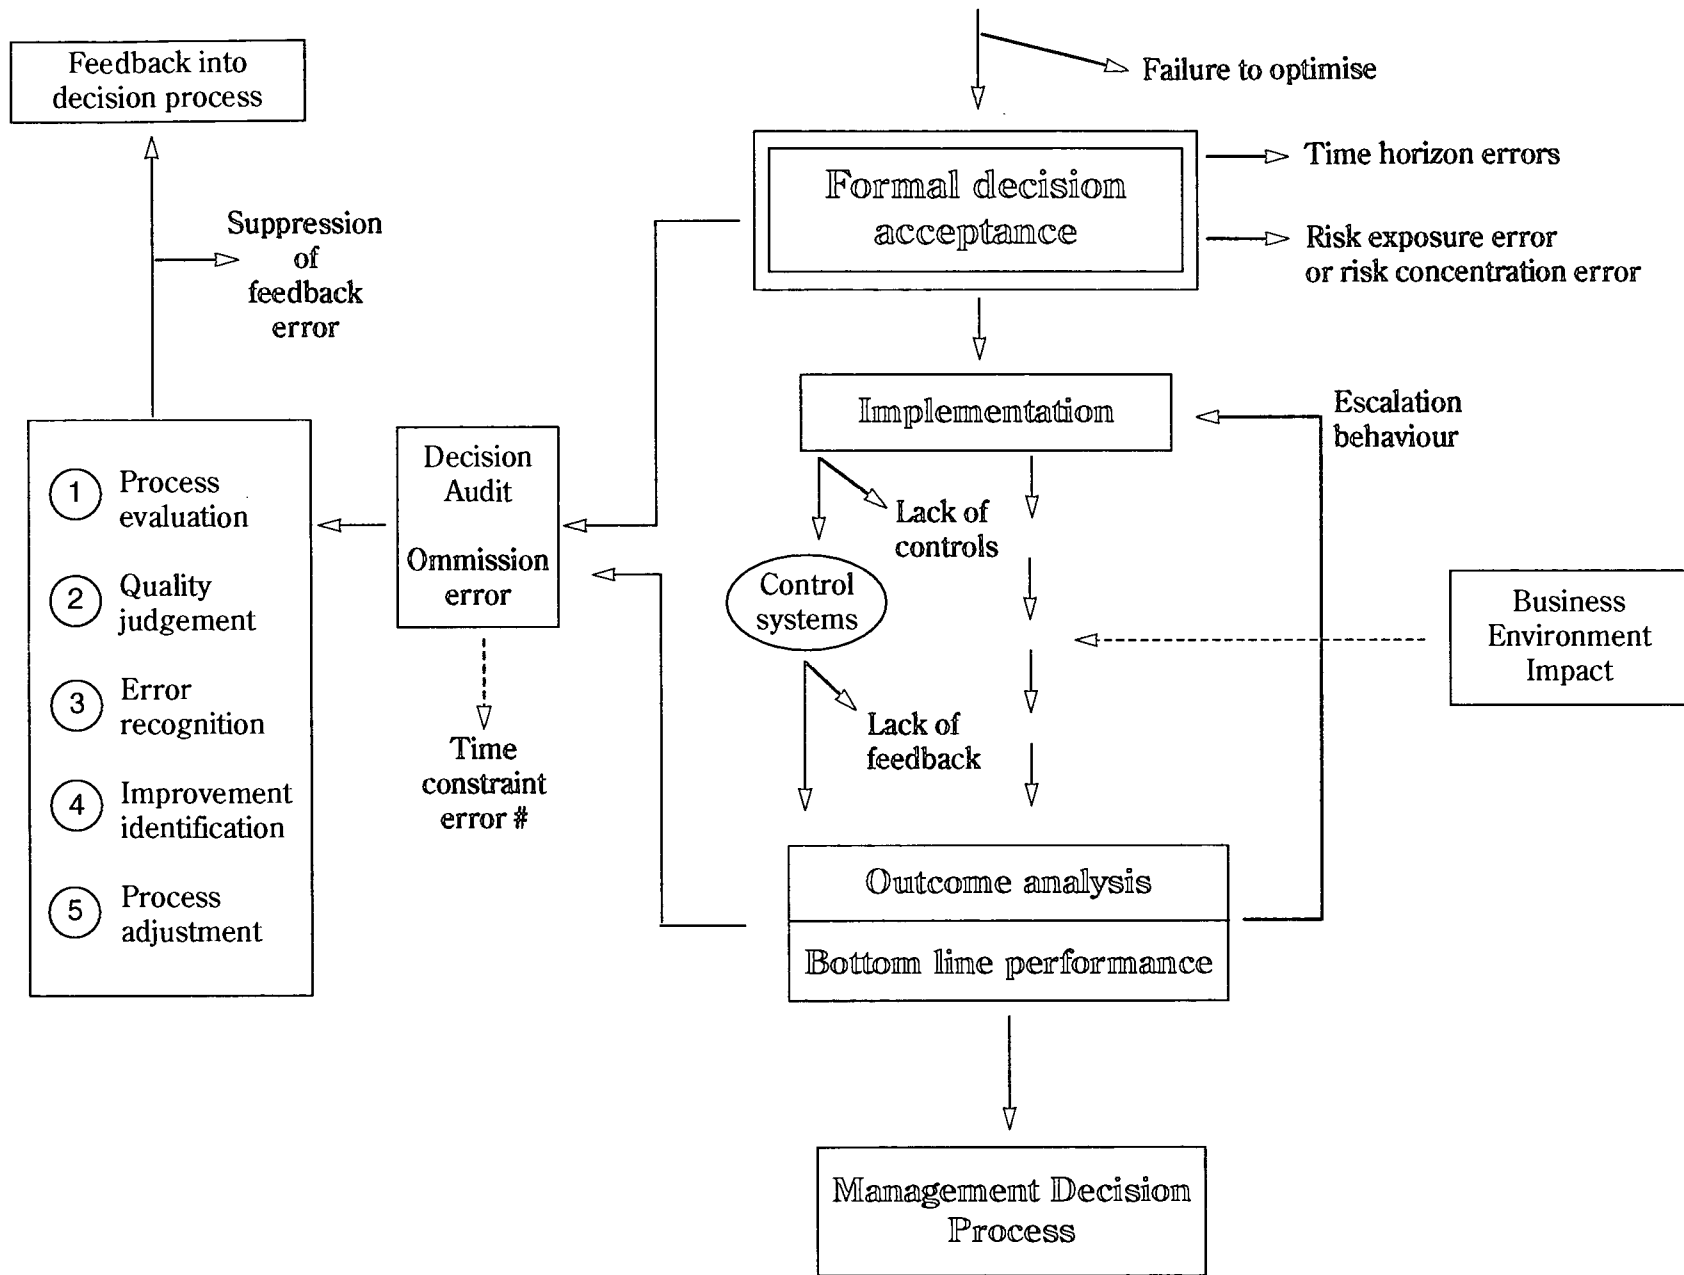 Feedback into
decision process
Failure to optimise
Formal decision
acceptance
Time horizon errors
Risk exposure error
or risk concentration error
Suppression
of
feedback
error
Implementation
Escalation
behaviour
1 Process
evaluation
2 Quality
judgement
3 Error
recognition
4 Improvement
identification
5 Process
adjustment
Decision
Audit
Ommission
error
Time
constraint
error #
Lack of
controls
Control
systems
Lack of
feedback
Business
Environment
Impact
Outcome analysis
Bottom line performance
Management Decision
Process